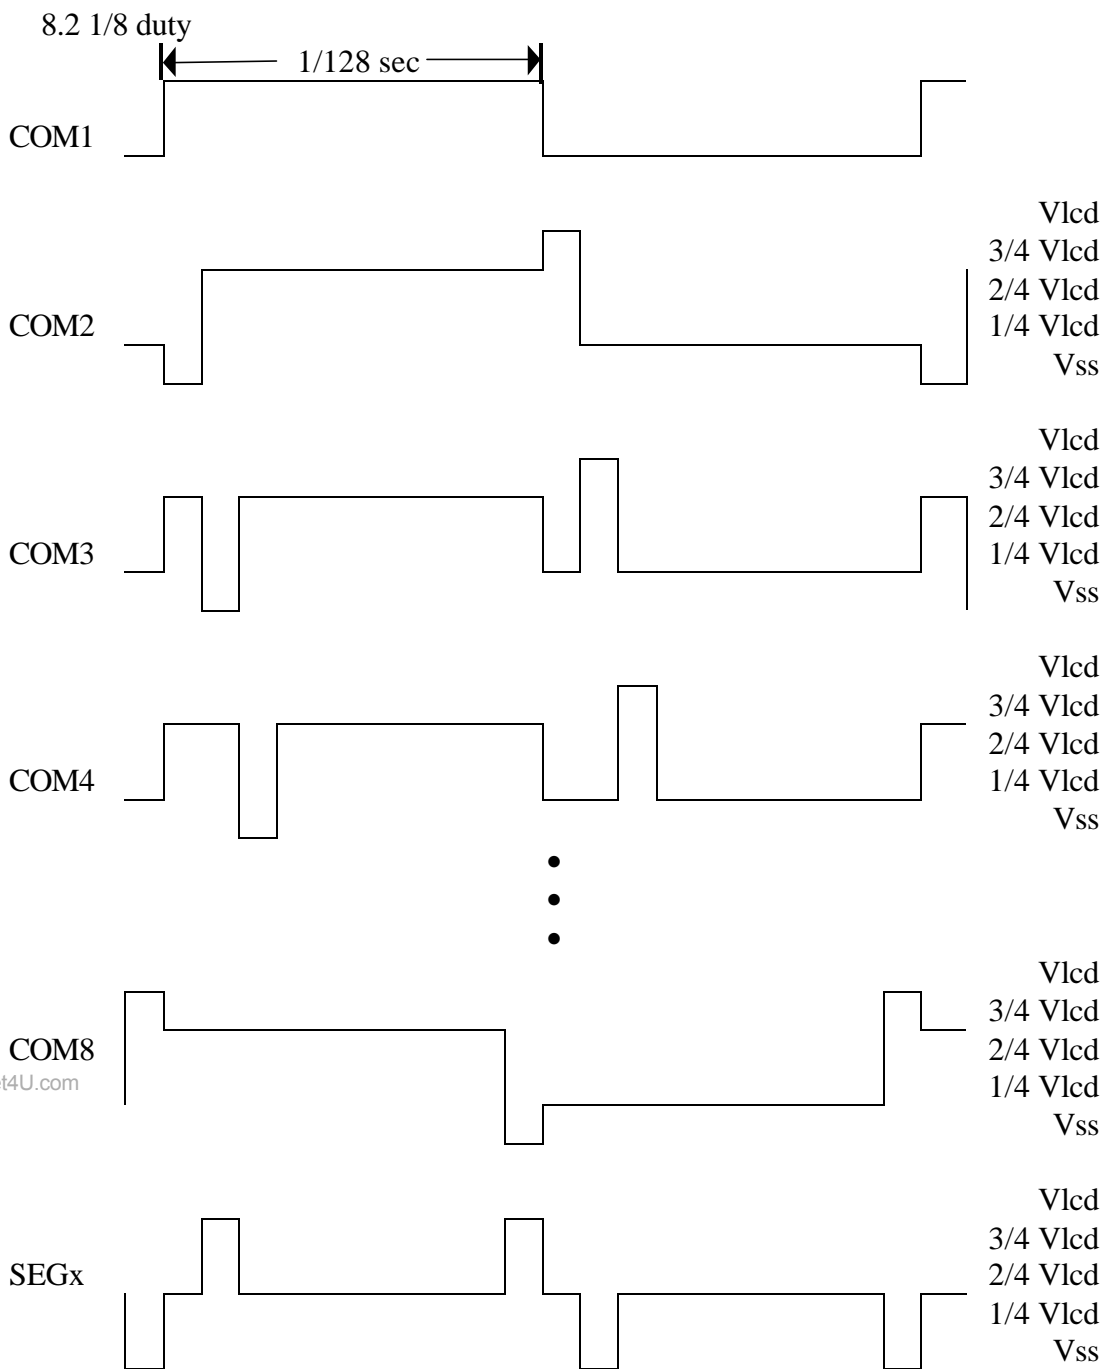 8.2 1/8 duty
1/128 sec
COM1
Vlcd
3/4 Vlcd
2/4 Vlcd
COM2
1/4 Vlcd
Vss
Vlcd
3/4 Vlcd
2/4 Vlcd
COM3
1/4 Vlcd
Vss
Vlcd
3/4 Vlcd
2/4 Vlcd
COM4
1/4 Vlcd
Vss
Vlcd
3/4 Vlcd
COM8
2/4 Vlcd
et4U.com
1/4 Vlcd
Vss
Vlcd
3/4 Vlcd
SEGx
2/4 Vlcd
1/4 Vlcd
Vss